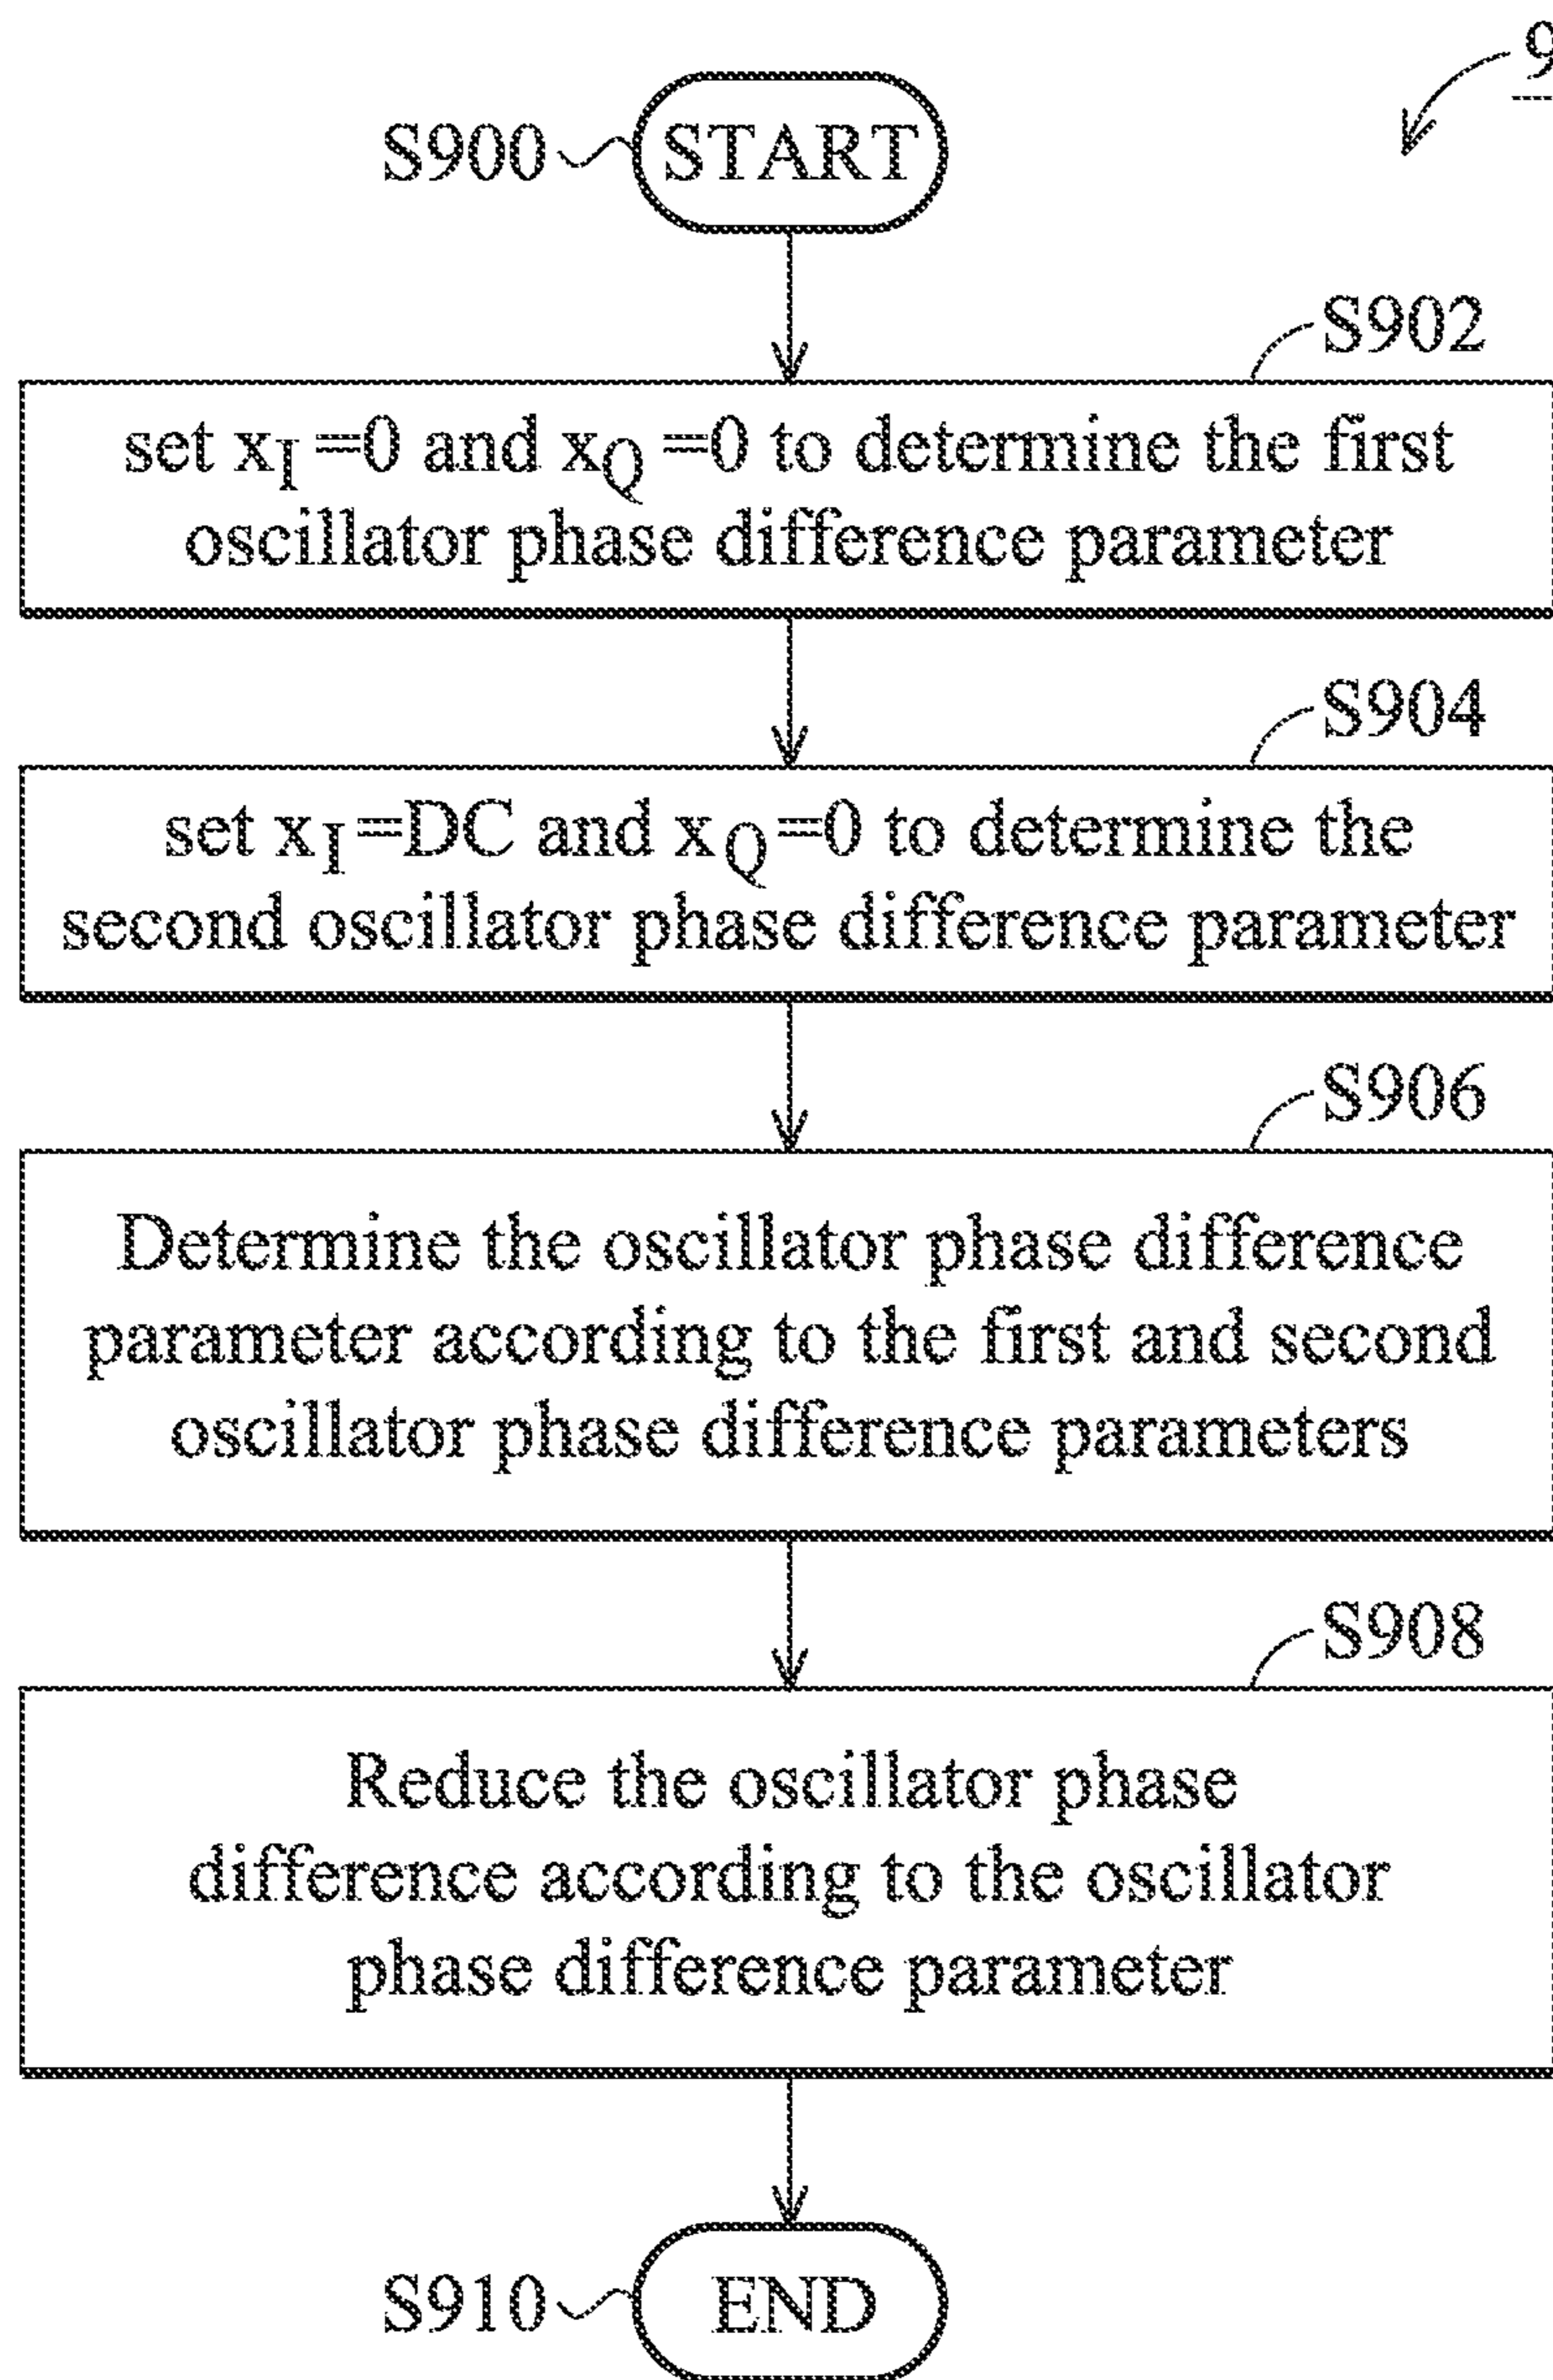 9
S900
START
S902
set xI =0 and xQ =0 to determine the first
oscillator phase difference parameter
S904
set xI=DC and xQ=0 to determine the
second oscillator phase difference parameter
S906
Determine the oscillator phase difference
parameter according to the first and second
oscillator phase difference parameters
S908
Reduce the oscillator phase
difference according to the oscillator
phase difference parameter
S910
END